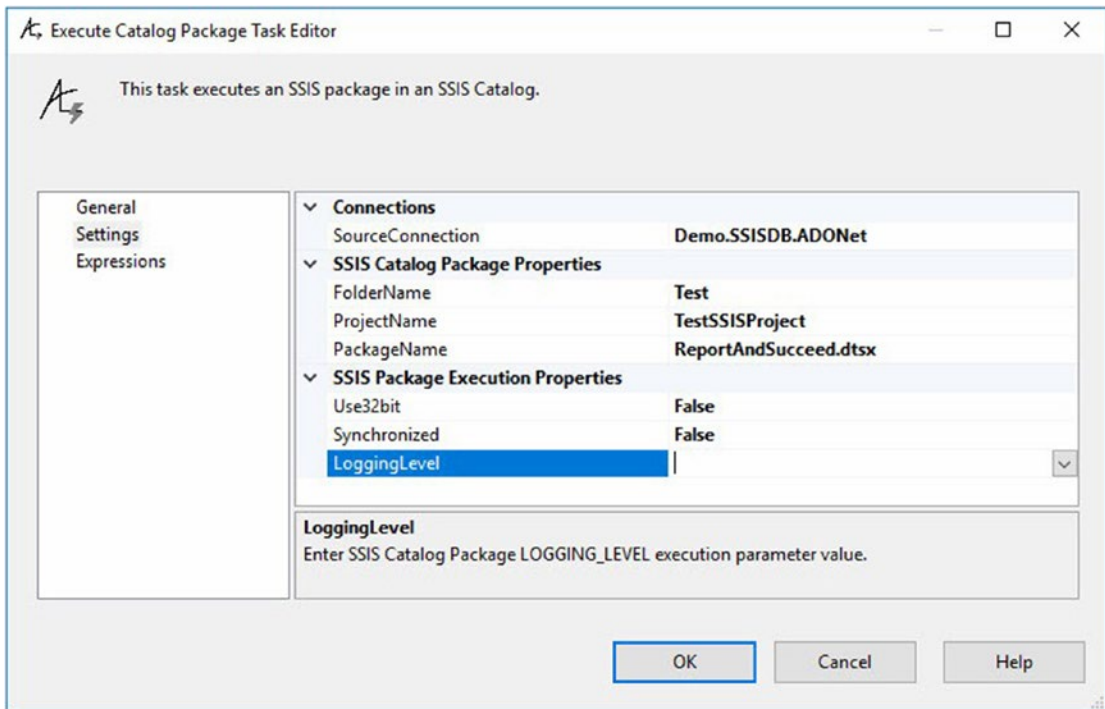 Execute Catalog Package Task Editor
This task executes an SSIS package in an SSIS Catalog.
General
Settings
Expressions
Connections
SourceConnection Demo.SSISDB.ADONet
SSIS Catalog Package Properties
FolderName Test
ProjectName TestSSISProject
PackageName ReportAndSucceed.dtsx
SSIS Package Execution Properties
Use32bit False
Synchronized False
LoggingLevel
LoggingLevel
Enter SSIS Catalog Package LOGGING_LEVEL execution parameter value.
OK Cancel Help